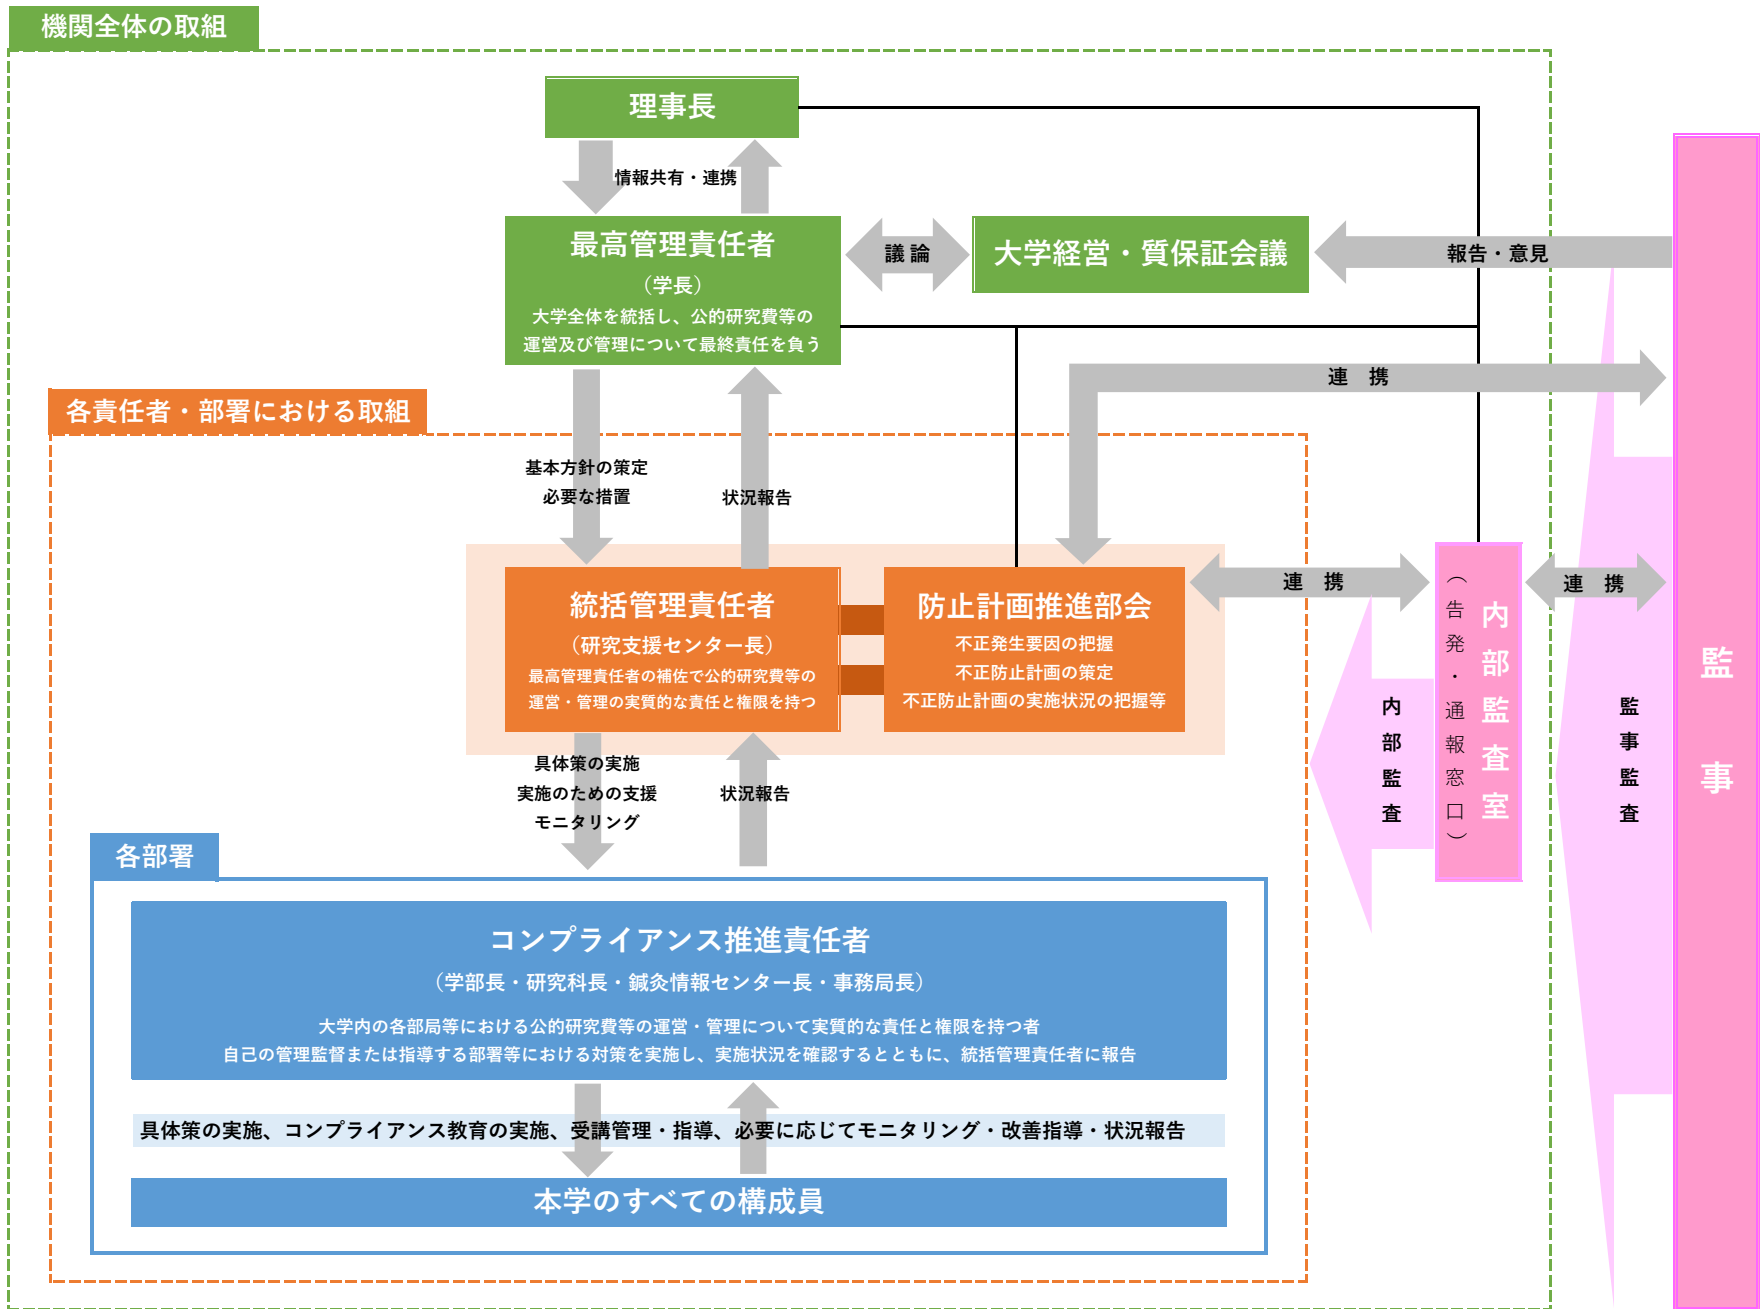 機関全体の取組
理事長
情報共有・連携
最高管理責任者
（学長）
大学全体を統括し、公的研究費等の
運営及び管理について最終責任を負う
議 論
大学経営・質保証会議
報告・意見
連　携
各責任者・部署における取組
基本方針の策定
必要な措置
状況報告
統括管理責任者
（研究支援センター長）
最高管理責任者の補佐で公的研究費等の
運営・管理の実質的な責任と権限を持つ
防止計画推進部会
不正発生要因の把握
不正防止計画の策定
不正防止計画の実施状況の把握等
連　携
内部監査室
（告発・通報窓口）
連　携
内部監査
監事監査
監　事
具体策の実施
実施のための支援
モニタリング
状況報告
各部署
コンプライアンス推進責任者
（学部長・研究科長・鍼灸情報センター長・事務局長）
大学内の各部局等における公的研究費等の運営・管理について実質的な責任と権限を持つ者
自己の管理監督または指導する部署等における対策を実施し、実施状況を確認するとともに、統括管理責任者に報告
具体策の実施、コンプライアンス教育の実施、受講管理・指導、必要に応じてモニタリング・改善指導・状況報告
本学のすべての構成員